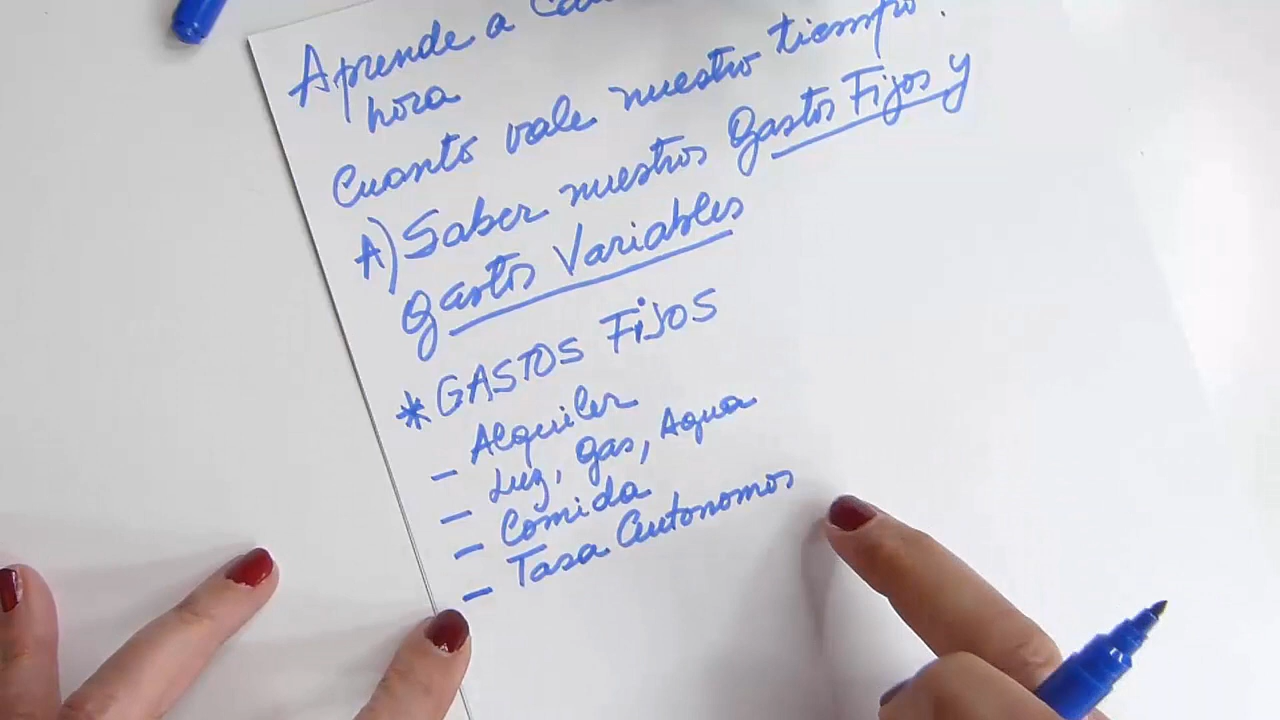 Aprende a
hora
Cuanto vale nuestro tiempo.
A) Saber nuestros Gastos Fijos y
Gastos Variables
* GASTOS FiJOS
- Alquiler
- Luz, Gas, Agua
- Comida
- Tasa Autonomos